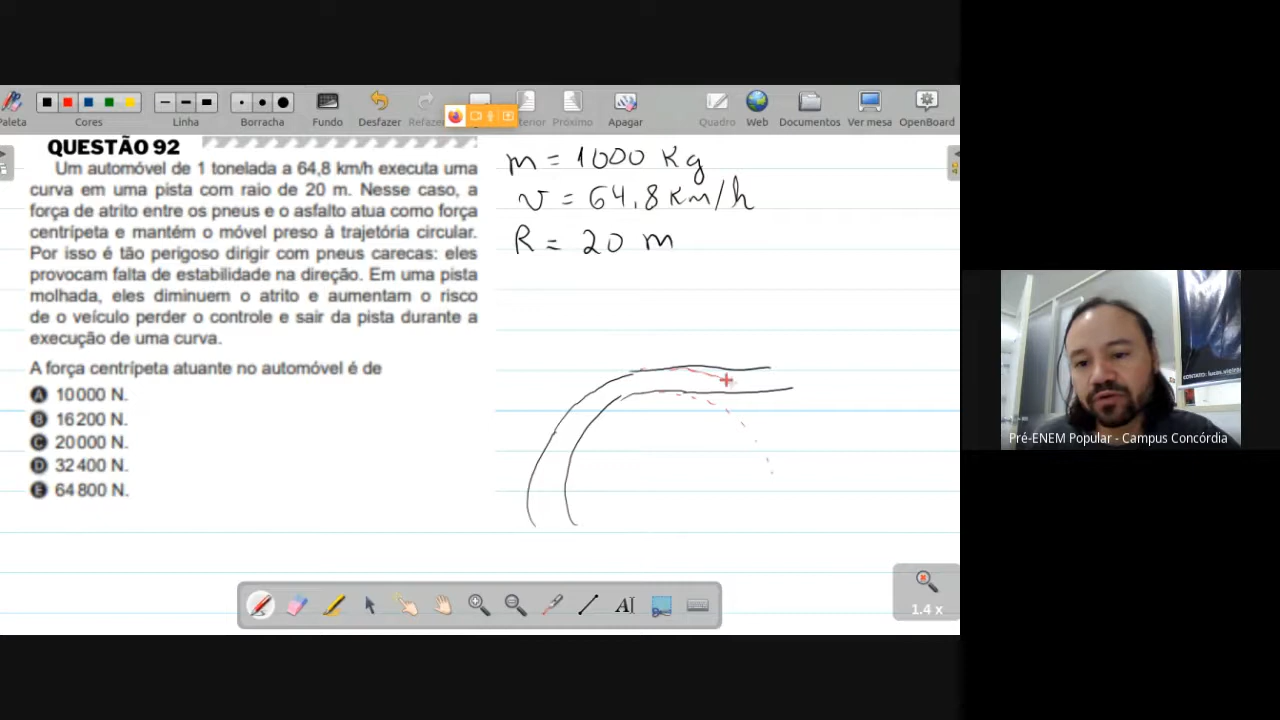 Paleta
Cores
Linha
Borracha
Fundo
Desfazer
Próximo
Apagar
Quadro
Web
Documentos
Ver mesa
OpenBoard
QUESTÃO 92
Um automóvel de 1 tonelada a 64,8 km/h executa uma
curva em uma pista com raio de 20 m. Nesse caso, a
força de atrito entre os pneus e o asfalto atua como força
centrípeta e mantém o móvel preso à trajetória circular.
Por isso é tão perigoso dirigir com pneus carecas: eles
provocam falta de estabilidade na direção. Em uma pista
molhada, eles diminuem o atrito e aumentam o risco
de o veículo perder o controle e sair da pista durante a
execução de uma curva.
A força centrípeta atuante no automóvel é de
A 10 000 N.
B 16 200 N.
C 20 000 N.
D 32 400 N.
E 64 800 N.
m = 1000 Kg
v = 64,8 Km/h
R = 20 m
Pré-ENEM Popular - Campus Concórdia
AI
1.4 x